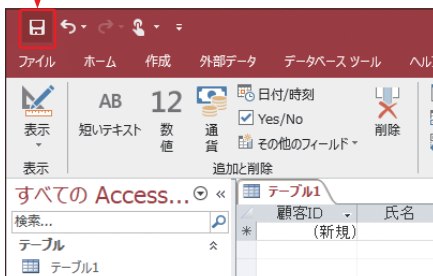 ファイル ホーム 作成 外部データ データベース ツール
AB 12 日付/時刻
Yes/No
表示 短いテキスト 数値 通貨 その他のフィールド 削除
表示 追加と削除
すべての Access... « テーブル1
検索... 顧客ID 氏名
テーブル « * (新規)
テーブル1